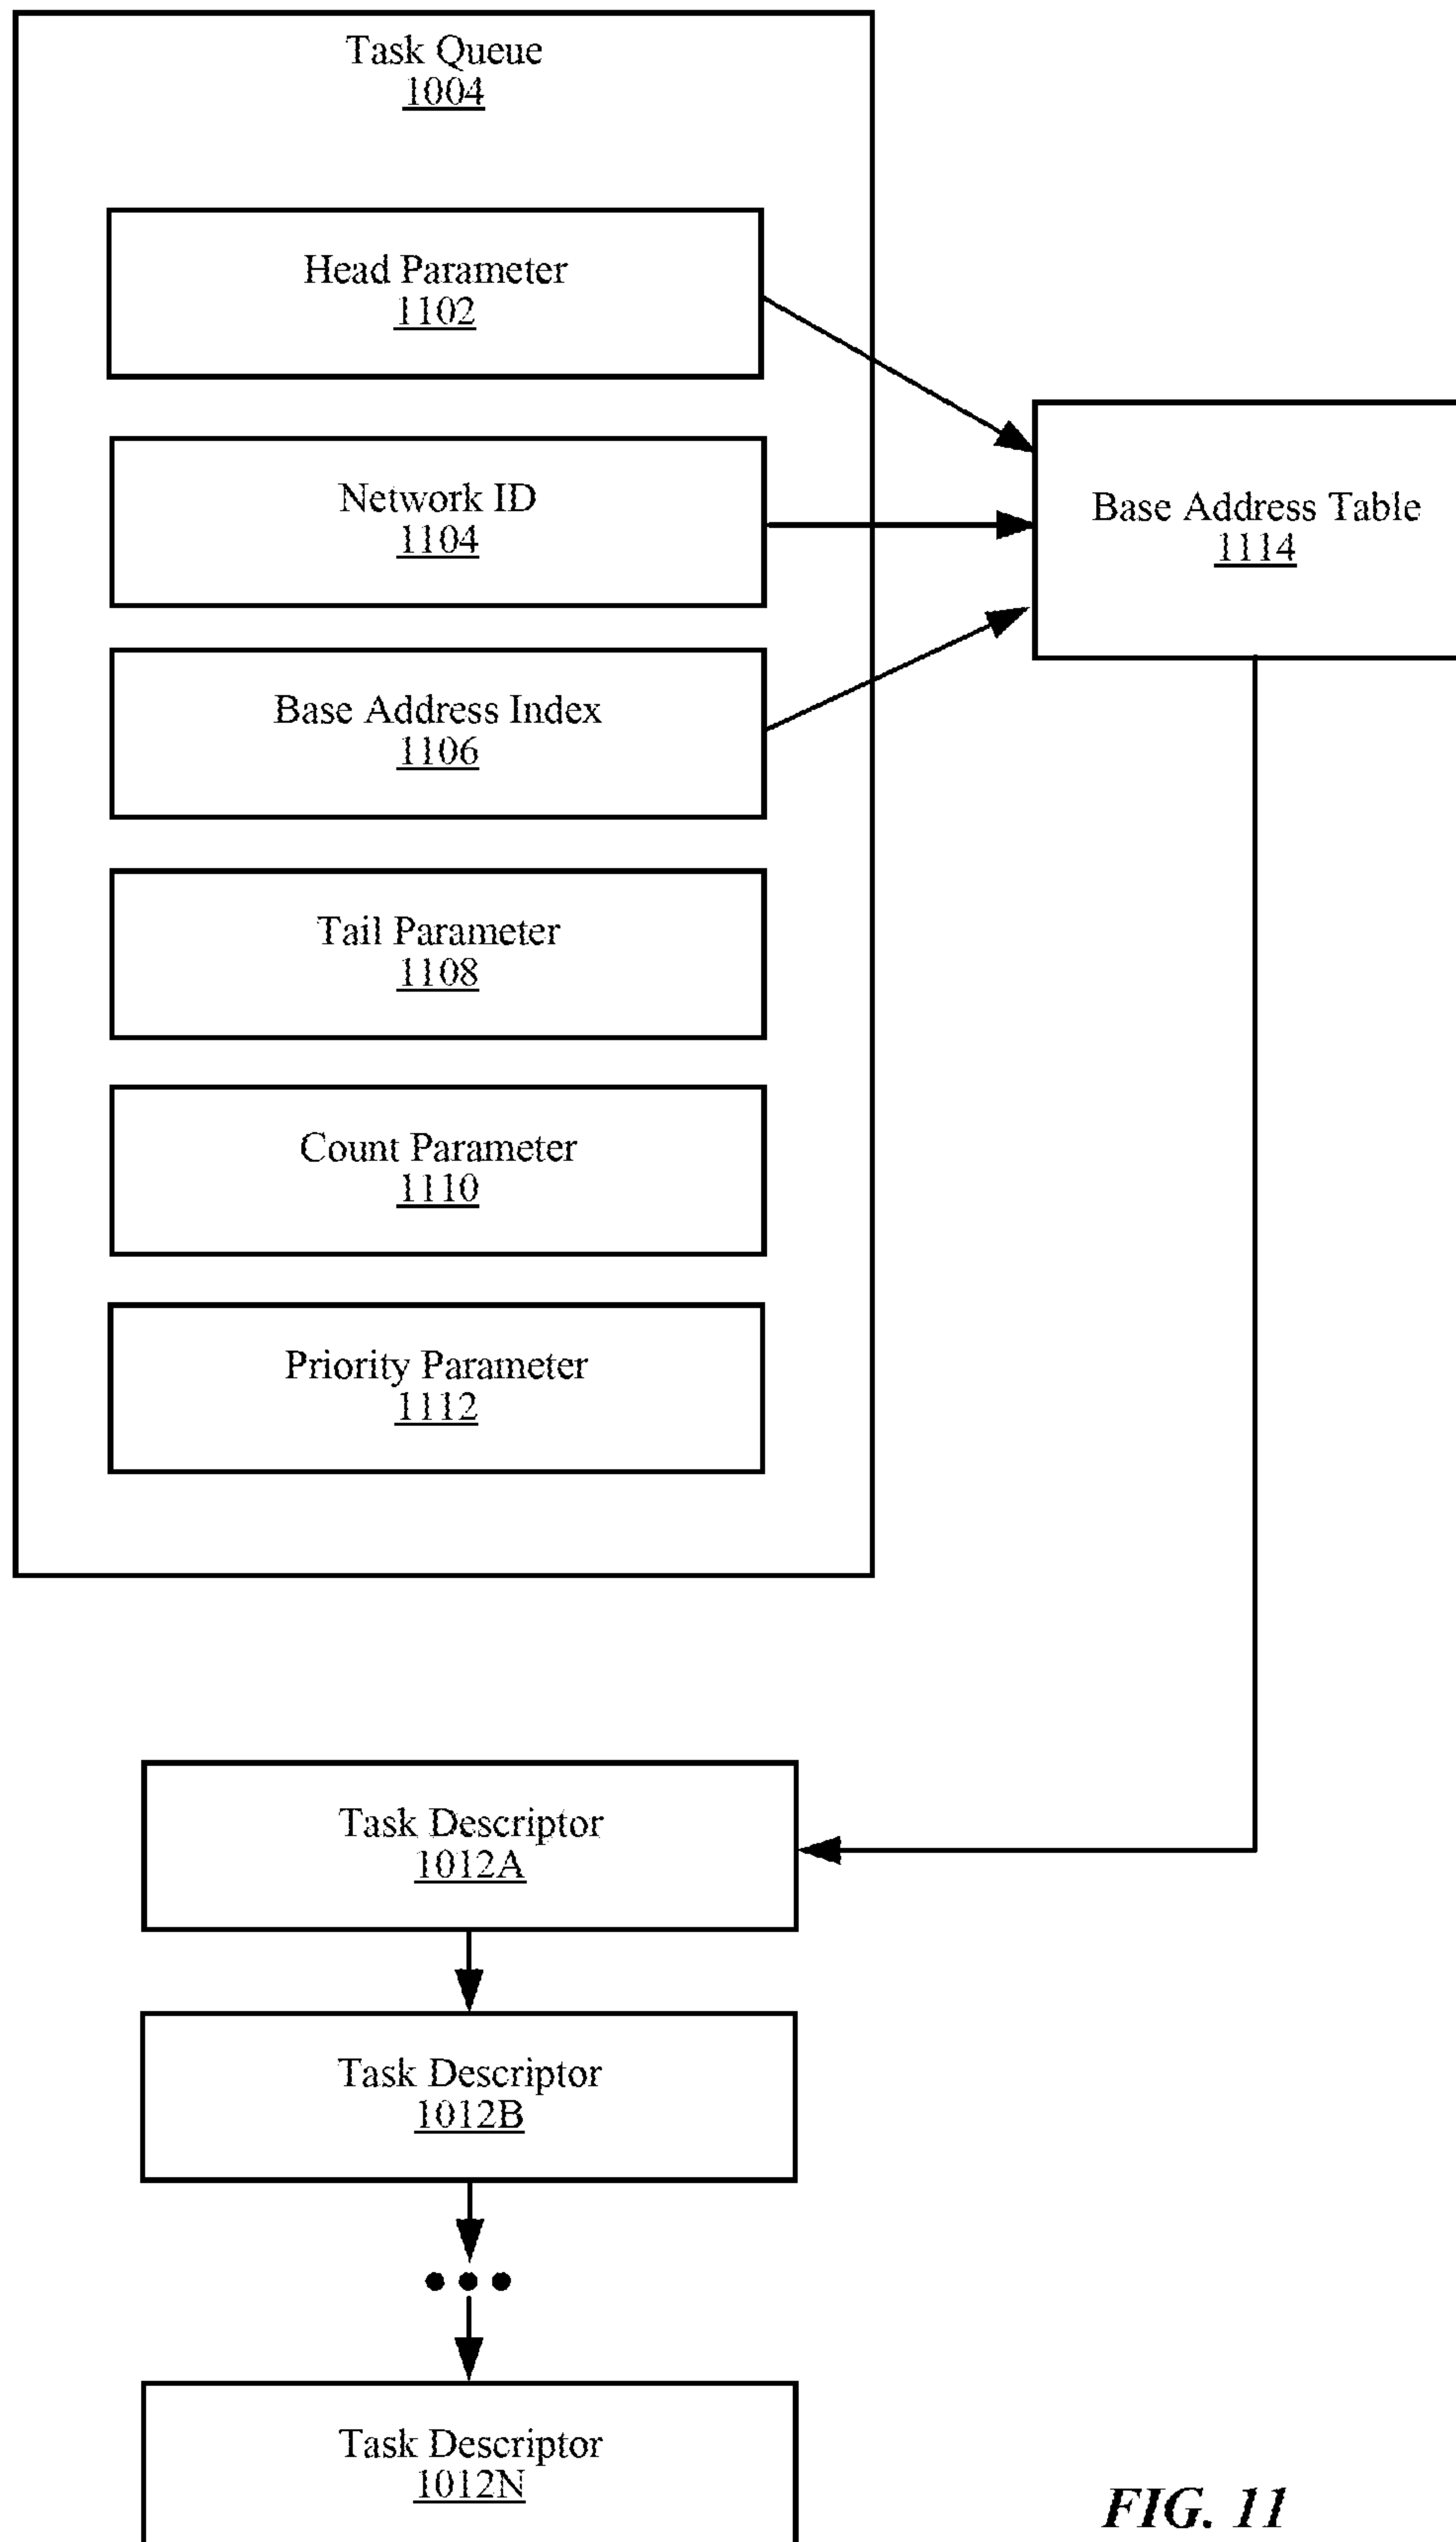 Task Queue
1004
Head Parameter
1102
Network ID
1104
Base Address Index
1106
Base Address Table
1114
Tail Parameter
1108
Count Parameter
1110
Priority Parameter
1112
Task Descriptor
1012A
Task Descriptor
1012B
Task Descriptor
1012N
FIG. 11